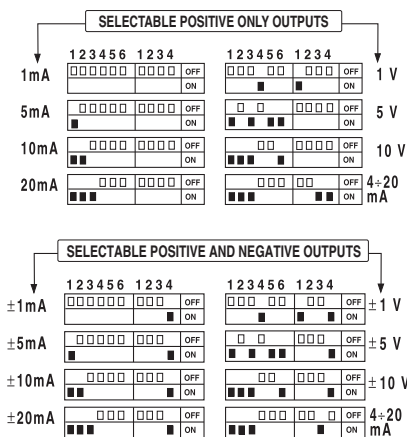 SELECTABLE POSITIVE ONLY OUTPUTS
1 2 3 4 5 6 1 2 3 4 1 2 3 4 5 6 1 2 3 4
1mA OFF OFF 1 V
ON ON
5mA OFF OFF 5 V
ON ON
10mA OFF OFF 10 V
ON ON
20mA OFF OFF 4÷20
ON ON mA
SELECTABLE POSITIVE AND NEGATIVE OUTPUTS
1 2 3 4 5 6 1 2 3 4 1 2 3 4 5 6 1 2 3 4
±1mA OFF OFF ±1 V
ON ON
±5mA OFF OFF ±5 V
ON ON
±10mA OFF OFF ±10 V
ON ON
±20mA OFF OFF 4÷20
ON ON mA